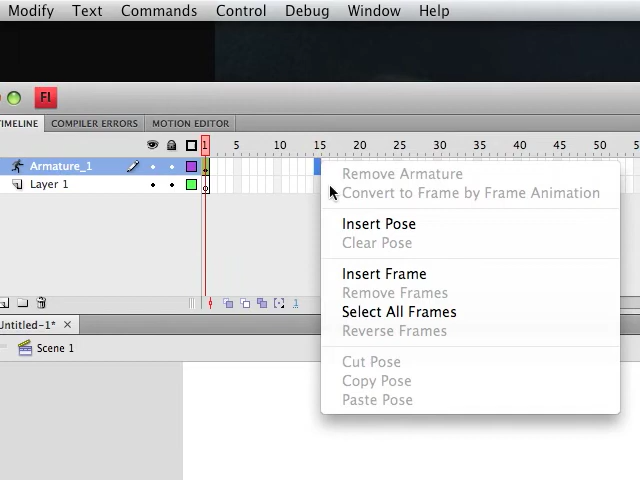 Modify Text Commands Control Debug Window Help
Fl
TIMELINE COMPILER ERRORS MOTION EDITOR
1 5 10 15 20 25 30 35 40 45 50 55
Armature_1
Layer 1
Remove Armature
Convert to Frame by Frame Animation
Insert Pose
Clear Pose
Insert Frame
Remove Frames
Select All Frames
Reverse Frames
Cut Pose
Copy Pose
Paste Pose
1
Untitled-1*
Scene 1